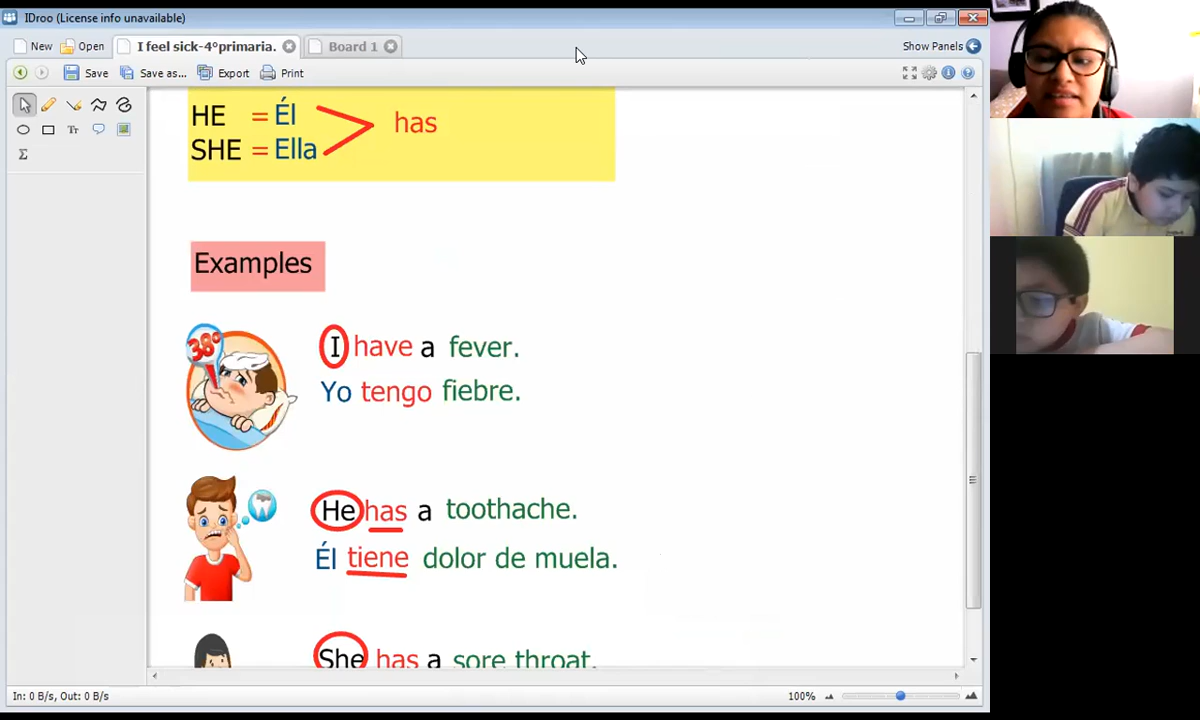 IDroo (License info unavailable)
New Open I feel sick-4°primaria. Board 1 Show Panels
Save Save as... Export Print
Tr
Σ
HE = Él
SHE = Ella
has
Examples
38°
I have a fever.
Yo tengo fiebre.
He has a toothache.
Él tiene dolor de muela.
She has a sore throat.
In: 0 B/s, Out: 0 B/s 100%